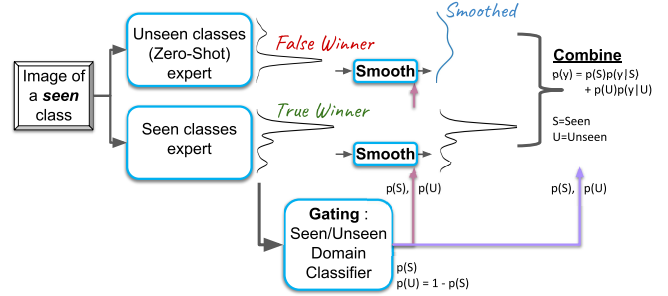 Image of
a seen
class
Unseen classes
(Zero-Shot)
expert
False Winner
Smooth
Smoothed
Combine
p(y) = p(S)p(y|S)
+ p(U)p(y|U)
S=Seen
U=Unseen
Seen classes
expert
True Winner
Smooth
p(S), p(U)
p(S), p(U)
Gating :
Seen/Unseen
Domain
Classifier
p(S)
p(U) = 1 - p(S)